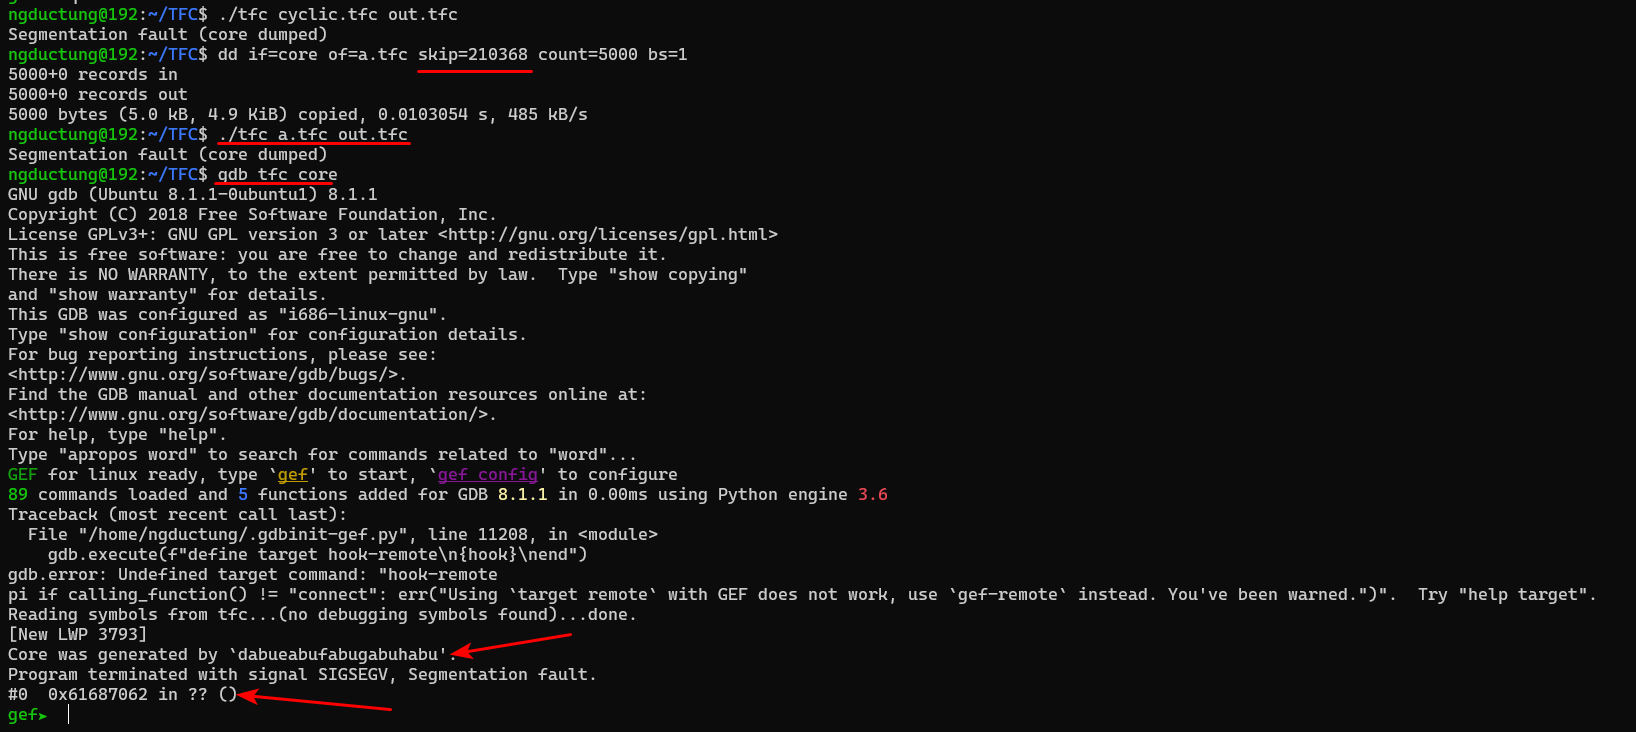 ngductung@192:~/TFC$ ./tfc cyclic.tfc out.tfc
Segmentation fault (core dumped)
ngductung@192:~/TFC$ dd if=core of=a.tfc skip=210368 count=5000 bs=1
5000+0 records in
5000+0 records out
5000 bytes (5.0 kB, 4.9 KiB) copied, 0.0103054 s, 485 kB/s
ngductung@192:~/TFC$ ./tfc a.tfc out.tfc
Segmentation fault (core dumped)
ngductung@192:~/TFC$ gdb tfc core
GNU gdb (Ubuntu 8.1.1-0ubuntu1) 8.1.1
Copyright (C) 2018 Free Software Foundation, Inc.
License GPLv3+: GNU GPL version 3 or later <http://gnu.org/licenses/gpl.html>
This is free software: you are free to change and redistribute it.
There is NO WARRANTY, to the extent permitted by law.  Type "show copying"
and "show warranty" for details.
This GDB was configured as "i686-linux-gnu".
Type "show configuration" for configuration details.
For bug reporting instructions, please see:
<http://www.gnu.org/software/gdb/bugs/>.
Find the GDB manual and other documentation resources online at:
<http://www.gnu.org/software/gdb/documentation/>.
For help, type "help".
Type "apropos word" to search for commands related to "word"...
GEF for linux ready, type `gef' to start, `gef config' to configure
89 commands loaded and 5 functions added for GDB 8.1.1 in 0.00ms using Python engine 3.6
Traceback (most recent call last):
  File "/home/ngductung/.gdbinit-gef.py", line 11208, in <module>
    gdb.execute(f"define target hook-remote\n{hook}\nend")
gdb.error: Undefined target command: "hook-remote
pi if calling_function() != "connect": err("Using `target remote` with GEF does not work, use `gef-remote` instead. You've been warned.")".  Try "help target".
Reading symbols from tfc...(no debugging symbols found)...done.
[New LWP 3793]
Core was generated by `dabueabufabugabuhabu'.
Program terminated with signal SIGSEGV, Segmentation fault.
#0  0x61687062 in ?? ()
gef➤